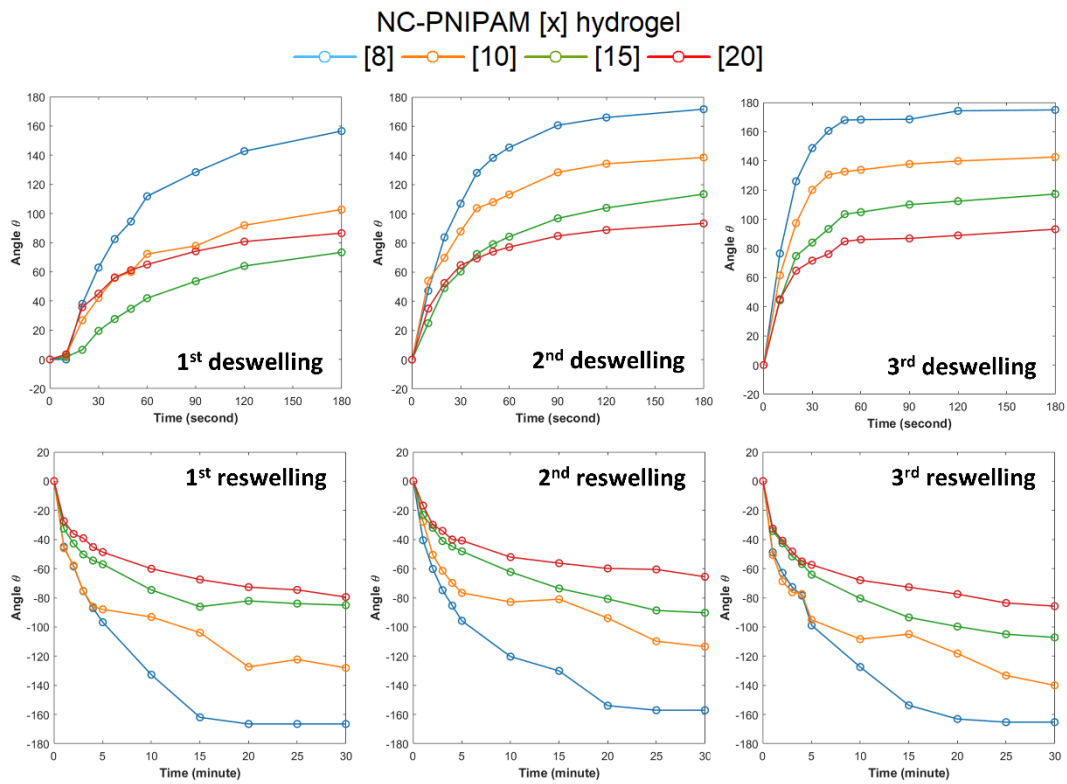 NC-PNIPAM [x] hydrogel
[8] [10] [15] [20]
180
160
140
120
100
80
60
40
20
0
-20
Angle θ
0 30 60 90 120 150 180
Time (second)
1st deswelling
180
160
140
120
100
80
60
40
20
0
-20
Angle θ
0 30 60 90 120 150 180
Time (second)
2nd deswelling
180
160
140
120
100
80
60
40
20
0
-20
Angle θ
0 30 60 90 120 150 180
Time (second)
3rd deswelling
20
0
-20
-40
-60
-80
-100
-120
-140
-160
-180
Angle θ
0 5 10 15 20 25 30
Time (minute)
1st reswelling
20
0
-20
-40
-60
-80
-100
-120
-140
-160
-180
Angle θ
0 5 10 15 20 25 30
Time (minute)
2nd reswelling
20
0
-20
-40
-60
-80
-100
-120
-140
-160
-180
Angle θ
0 5 10 15 20 25 30
Time (minute)
3rd reswelling